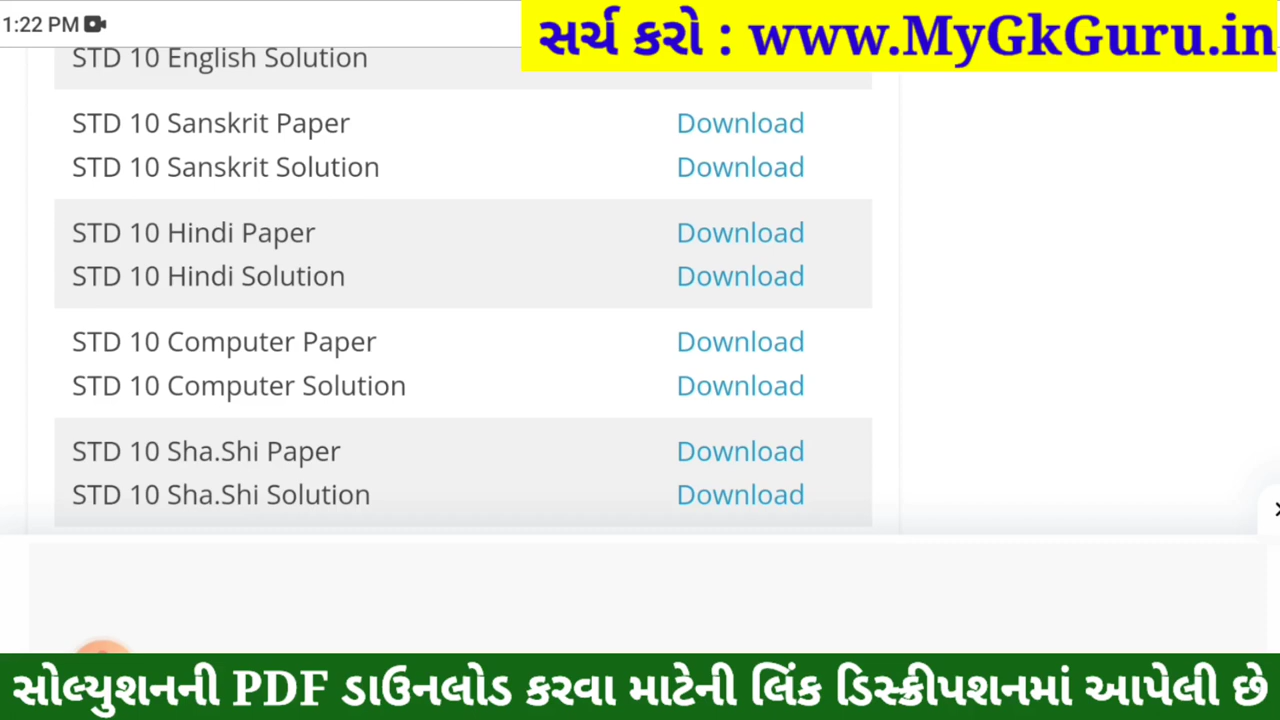 1:22 PM
સર્ચ કરો : www.MyGkGuru.in
STD 10 English Solution
STD 10 Sanskrit Paper Download
STD 10 Sanskrit Solution Download
STD 10 Hindi Paper Download
STD 10 Hindi Solution Download
STD 10 Computer Paper Download
STD 10 Computer Solution Download
STD 10 Sha.Shi Paper Download
STD 10 Sha.Shi Solution Download
સોલ્યુશનની PDF ડાઉનલોડ કરવા માટેની લિંક ડિસ્ક્રીપશનમાં આપેલી છે